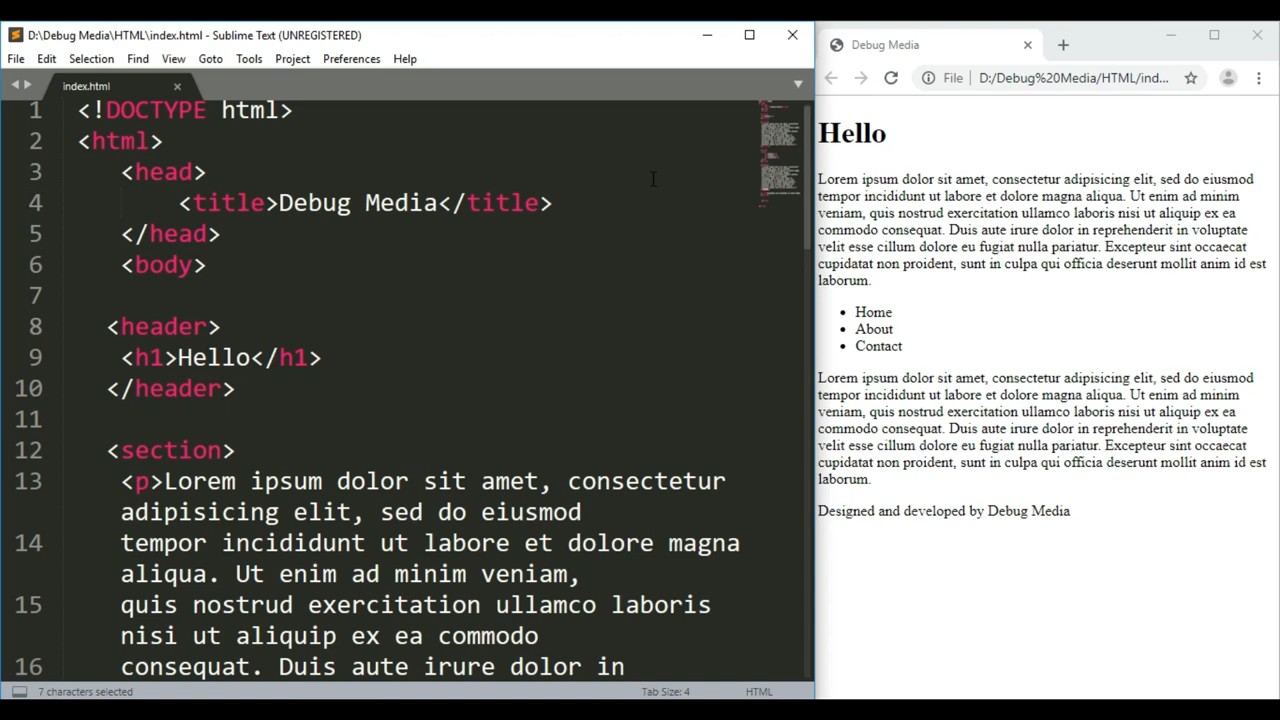 D:\Debug Media\HTML\index.html - Sublime Text (UNREGISTERED)
File Edit Selection Find View Goto Tools Project Preferences Help
index.html
1 <!DOCTYPE html>
2 <html>
3 <head>
4 <title>Debug Media</title>
5 </head>
6 <body>
7
8 <header>
9 <h1>Hello</h1>
10 </header>
11
12 <section>
13 <p>Lorem ipsum dolor sit amet, consectetur
adipisicing elit, sed do eiusmod
14 tempor incididunt ut labore et dolore magna
aliqua. Ut enim ad minim veniam,
15 quis nostrud exercitation ullamco laboris
nisi ut aliquip ex ea commodo
16 consequat. Duis aute irure dolor in
7 characters selected
Tab Size: 4
HTML
Debug Media
File D:/Debug%20Media/HTML/ind...
Hello
Lorem ipsum dolor sit amet, consectetur adipisicing elit, sed do eiusmod
tempor incididunt ut labore et dolore magna aliqua. Ut enim ad minim
veniam, quis nostrud exercitation ullamco laboris nisi ut aliquip ex ea
commodo consequat. Duis aute irure dolor in reprehenderit in voluptate
velit esse cillum dolore eu fugiat nulla pariatur. Excepteur sint occaecat
cupidatat non proident, sunt in culpa qui officia deserunt mollit anim id est
laborum.
• Home
• About
• Contact
Lorem ipsum dolor sit amet, consectetur adipisicing elit, sed do eiusmod
tempor incididunt ut labore et dolore magna aliqua. Ut enim ad minim
veniam, quis nostrud exercitation ullamco laboris nisi ut aliquip ex ea
commodo consequat. Duis aute irure dolor in reprehenderit in voluptate
velit esse cillum dolore eu fugiat nulla pariatur. Excepteur sint occaecat
cupidatat non proident, sunt in culpa qui officia deserunt mollit anim id est
laborum.
Designed and developed by Debug Media